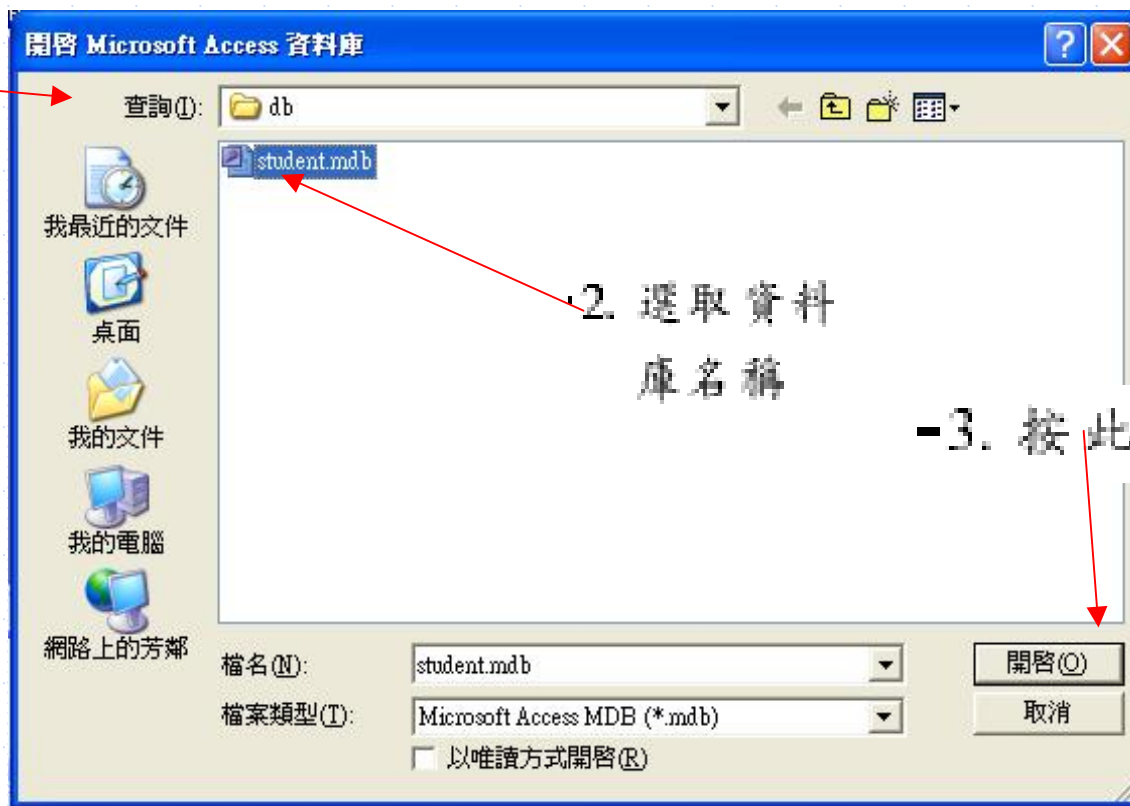 開啓 Microsoft Access 資料庫
查詢(I):
db
student.mdb
我最近的文件
桌面
我的文件
我的電腦
網路上的芳鄰
2. 選取資料
庫名稱
3. 按此
檔名(N):
student.mdb
開啓(O)
檔案類型(T):
Microsoft Access MDB (*.mdb)
取消
以唯讀方式開啓(R)